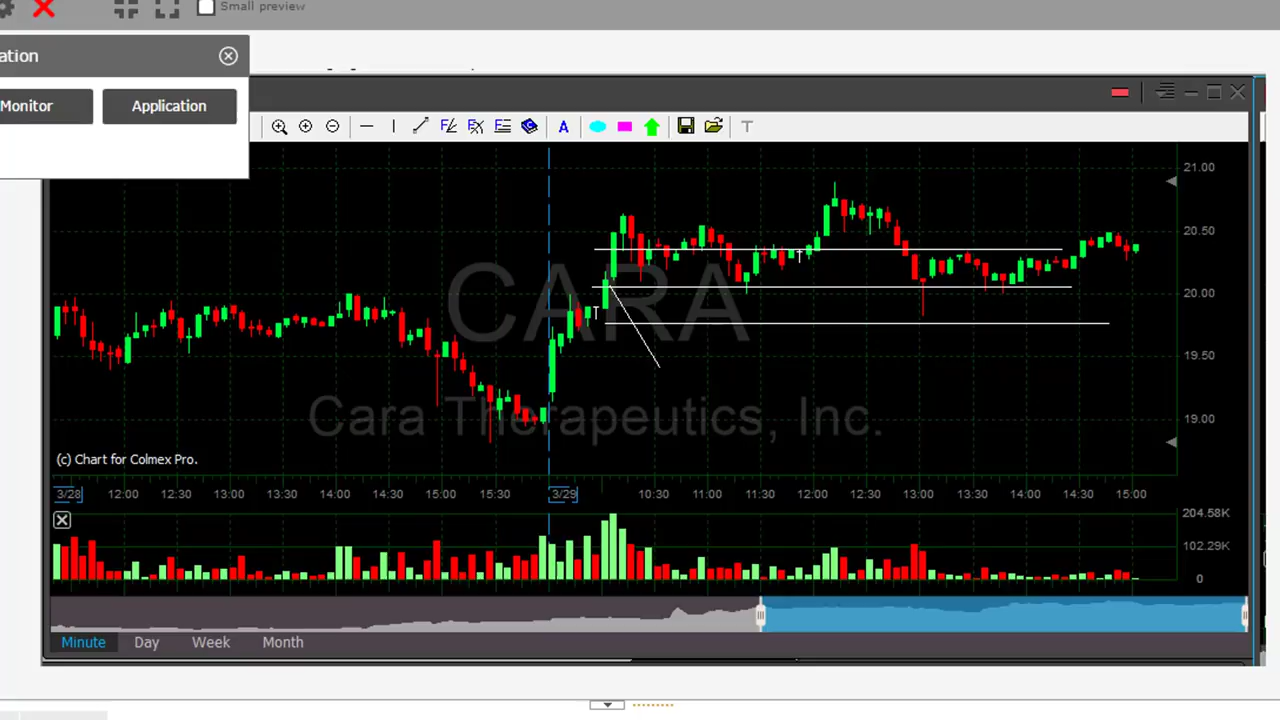 Small preview
ation
Monitor
Application
A
T
21.00
20.50
20.00
19.50
19.00
CARA
Cara Therapeutics, Inc.
T
T
(c) Chart for Colmex Pro.
3/28 12:00 12:30 13:00 13:30 14:00 14:30 15:00 15:30 3/29 10:30 11:00 11:30 12:00 12:30 13:00 13:30 14:00 14:30 15:00
204.58K
102.29K
0
Minute Day Week Month